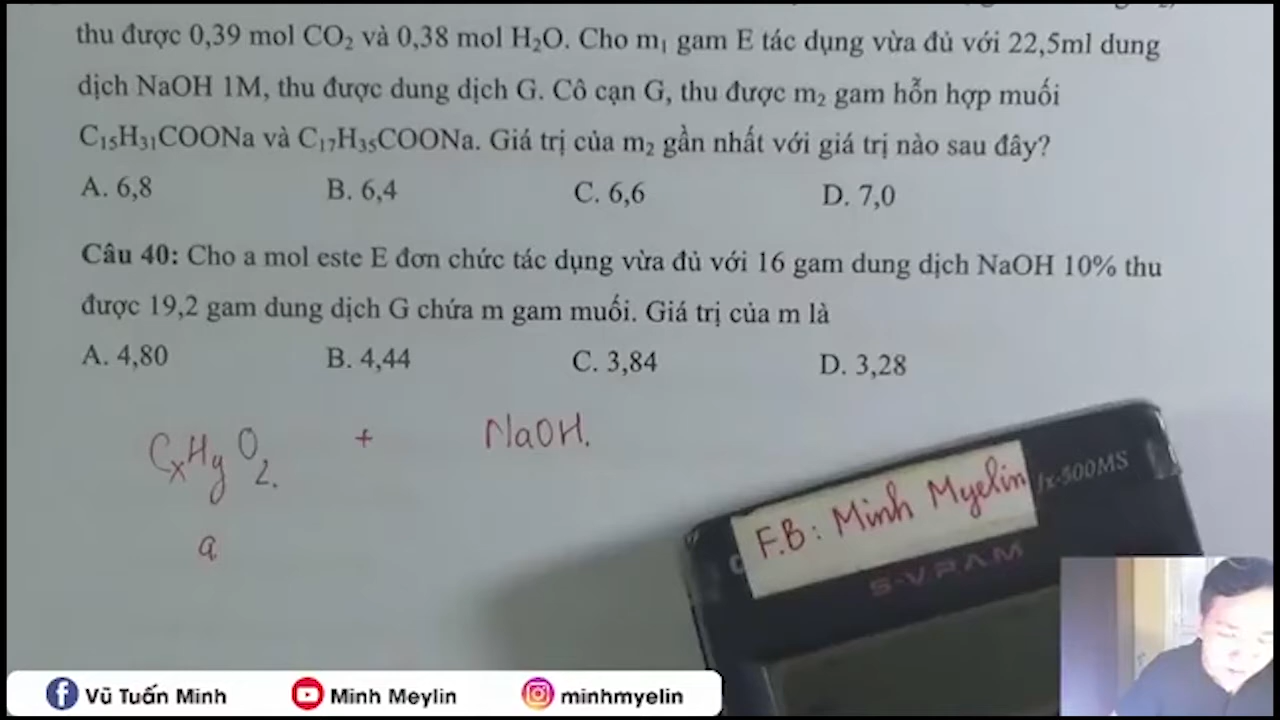 thu được 0,39 mol CO₂ và 0,38 mol H₂O. Cho m₁ gam E tác dụng vừa đủ với 22,5ml dung
dịch NaOH 1M, thu được dung dịch G. Cô cạn G, thu được m₂ gam hỗn hợp muối
C₁₅H₃₁COONa và C₁₇H₃₅COONa. Giá trị của m₂ gần nhất với giá trị nào sau đây?
A. 6,8 B. 6,4 C. 6,6 D. 7,0
Câu 40: Cho a mol este E đơn chức tác dụng vừa đủ với 16 gam dung dịch NaOH 10% thu
được 19,2 gam dung dịch G chứa m gam muối. Giá trị của m là
A. 4,80 B. 4,44 C. 3,84 D. 3,28
CₓHyO₂. + NaOH.
a
F.B: Minh Myelin fx-500MS
S-V.P.A.M
Vũ Tuấn Minh Minh Meylin minhmyelin